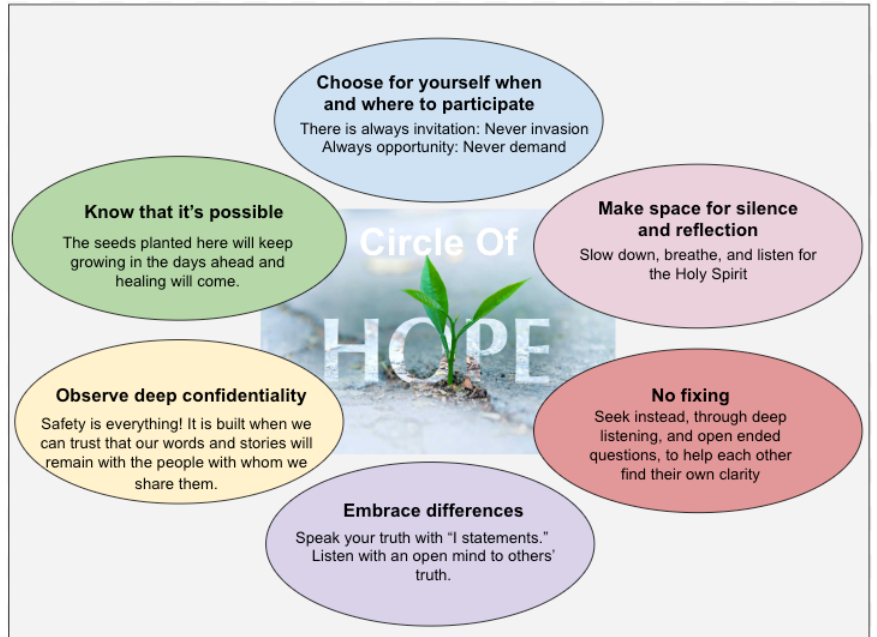 Choose for yourself when
and where to participate
There is always invitation: Never invasion
Always opportunity: Never demand
Make space for silence
and reflection
Slow down, breathe, and listen for
the Holy Spirit
No fixing
Seek instead, through deep
listening, and open ended
questions, to help each other
find their own clarity
Embrace differences
Speak your truth with “I statements.”
Listen with an open mind to others’
truth.
Observe deep confidentiality
Safety is everything! It is built when we
can trust that our words and stories will
remain with the people with whom we
share them.
Know that it’s possible
The seeds planted here will keep
growing in the days ahead and
healing will come.
Circle Of
HOPE